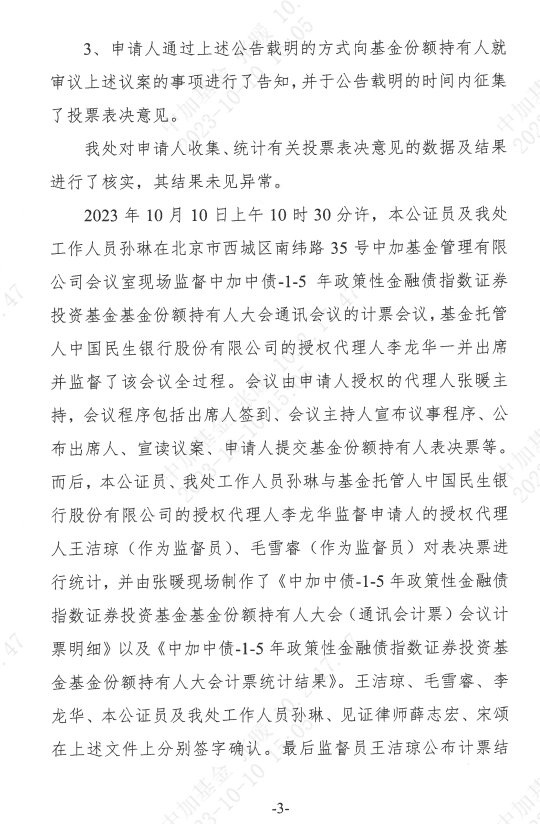 3、申请人通过上述公告载明的方式向基金份额持有人就
审议上述议案的事项进行了告知，并于公告载明的时间内征集
了投票表决意见。
我处对申请人收集、统计有关投票表决意见的数据及结果
进行了核实，其结果未见异常。
2023 年 10 月 10 日上午 10 时 30 分许，本公证员及我处
工作人员孙琳在北京市西城区南纬路 35 号中加基金管理有限
公司会议室现场监督中加中债-1-5 年政策性金融债指数证券
投资基金基金份额持有人大会通讯会议的计票会议，基金托管
人中国民生银行股份有限公司的授权代理人李龙华一并出席
并监督了该会议全过程。会议由申请人授权的代理人张暖主
持，会议程序包括出席人签到、会议主持人宣布议事程序、公
布出席人、宣读议案、申请人提交基金份额持有人表决票等。
而后，本公证员、我处工作人员孙琳与基金托管人中国民生银
行股份有限公司的授权代理人李龙华监督申请人的授权代理
人王洁琼（作为监督员）、毛雪睿（作为监督员）对表决票进
行统计，并由张暖现场制作了《中加中债-1-5 年政策性金融债
指数证券投资基金基金份额持有人大会（通讯会计票）会议计
票明细》以及《中加中债-1-5 年政策性金融债指数证券投资基
金基金份额持有人大会计票统计结果》。王洁琼、毛雪睿、李
龙华、本公证员及我处工作人员孙琳、见证律师薛志宏、宋颂
在上述文件上分别签字确认。最后监督员王洁琼公布计票结
-3-